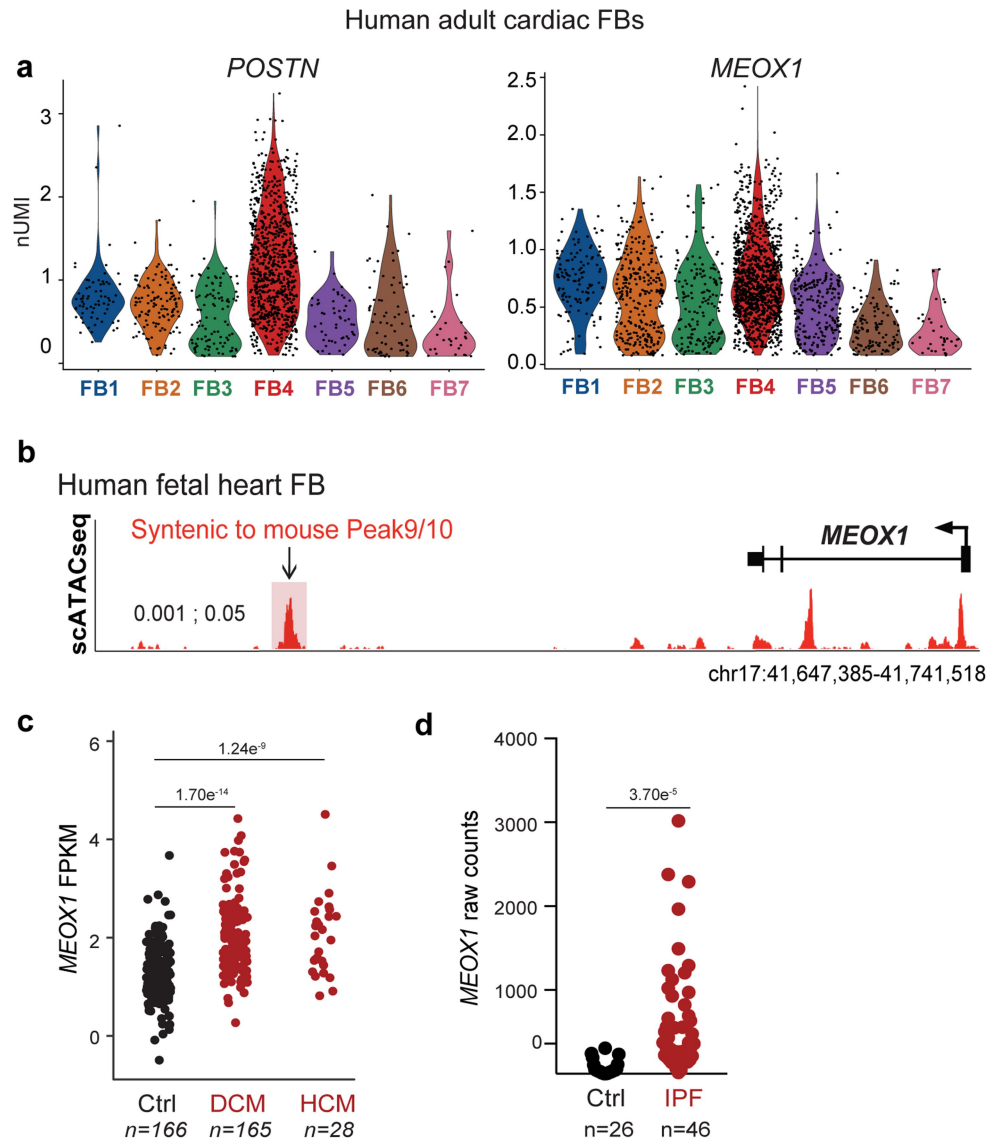 Human adult cardiac FBs
a
POSTN
MEOX1
nUMI
3
2
1
0
2.5
2.0
1.5
1.0
0.5
0.0
FB1 FB2 FB3 FB4 FB5 FB6 FB7
FB1 FB2 FB3 FB4 FB5 FB6 FB7
b
Human fetal heart FB
scATACseq
Syntenic to mouse Peak9/10
0.001 ; 0.05
MEOX1
chr17:41,647,385-41,741,518
c
MEOX1 FPKM
6
4
2
0
1.24e-9
1.70e-14
Ctrl DCM HCM
n=166 n=165 n=28
d
MEOX1 raw counts
4000
3000
2000
1000
0
3.70e-5
Ctrl IPF
n=26 n=46